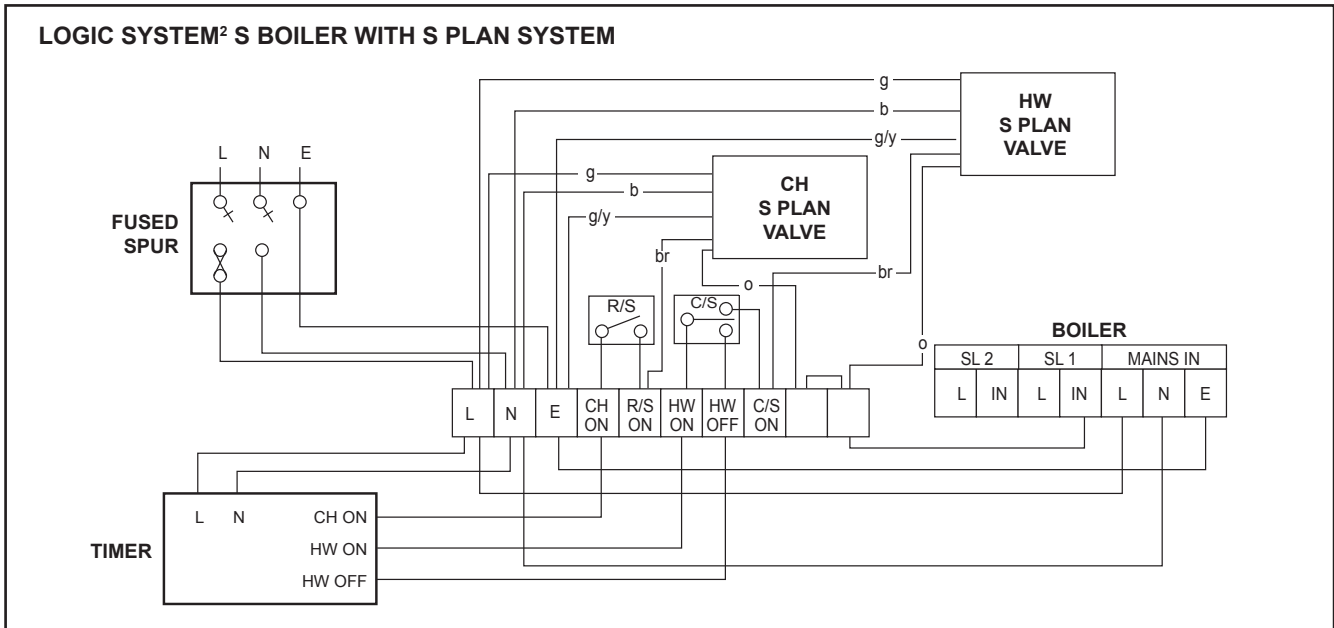 LOGIC SYSTEM² S BOILER WITH S PLAN SYSTEM
g
HW
S PLAN
VALVE
b
g/y
L N E
FUSED
SPUR
g
b
g/y
CH
S PLAN
VALVE
br
br
o
o
R/S
C/S
BOILER
SL 2 SL 1 MAINS IN
L IN L IN L N E
L N E CH ON R/S ON HW ON HW OFF C/S ON
TIMER
L N CH ON
HW ON
HW OFF